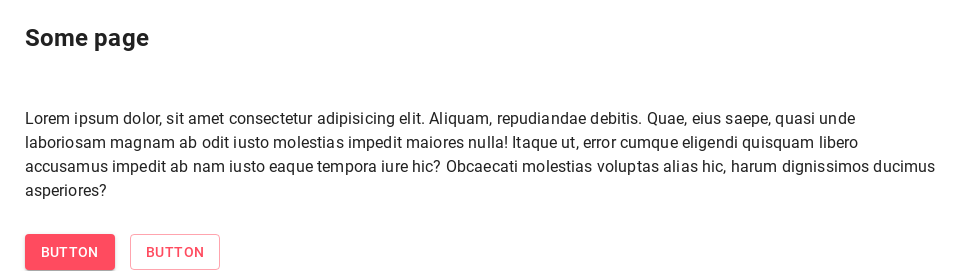 Some page
Lorem ipsum dolor, sit amet consectetur adipisicing elit. Aliquam, repudiandae debitis. Quae, eius saepe, quasi unde
laboriosam magnam ab odit iusto molestias impedit maiores nulla! Itaque ut, error cumque eligendi quisquam libero
accusamus impedit ab nam iusto eaque tempora iure hic? Obcaecati molestias voluptas alias hic, harum dignissimos ducimus
asperiores?
BUTTON BUTTON